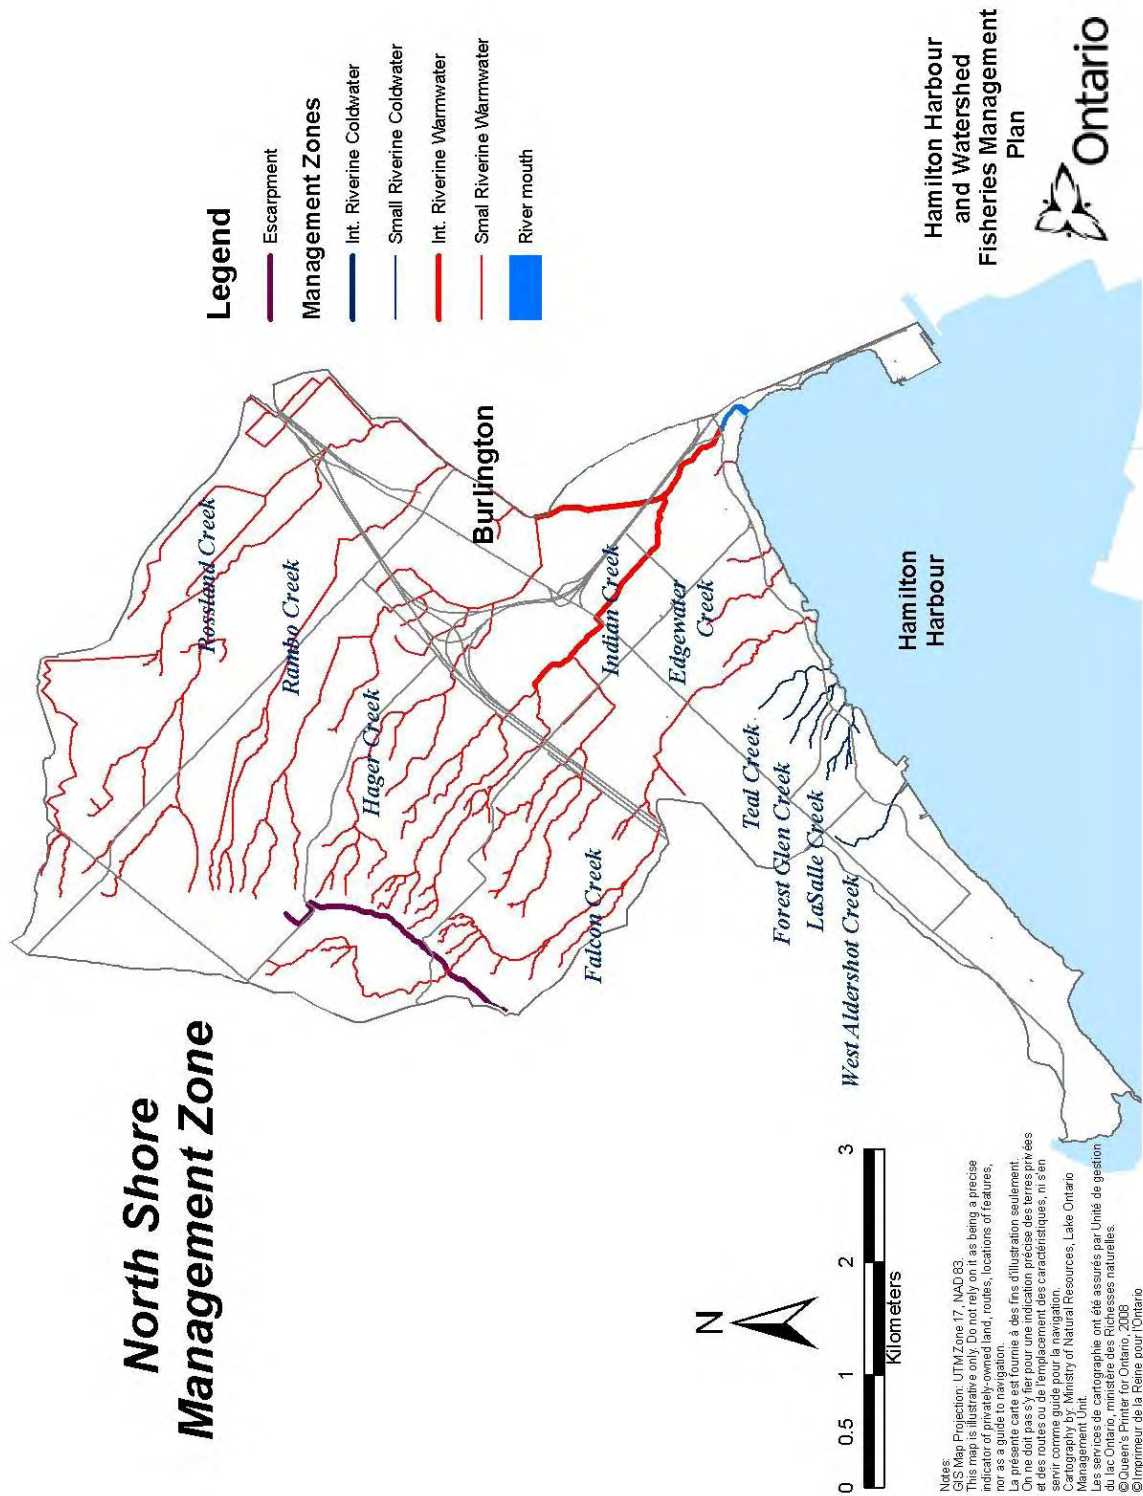 North Shore
Management Zone
Legend
Escarpment
Management Zones
Int. Riverine Coldwater
Small Riverine Coldwater
Int. Riverine Warmwater
Smal Riverine Warmwater
River mouth
Rossland Creek
Rambo Creek
Hager Creek
Burlington
Falcon Creek
Indian Creek
Edgewater
Creek
Teal Creek
Forest Glen Creek
LaSalle Creek
West Aldershot Creek
Hamilton
Harbour
N
0 0.5 1 2 3
Kilometers
Notes:
GIS Map Projection: UTM Zone 17, NAD 83.
This map is illustrative only. Do not rely on it as being a precise
indicator of privately-owned land, routes, locations of features,
nor as a guide to navigation.
La présente carte est fournie à des fins d'illustration seulement.
On ne doit pas s'y fier pour une indication précise des terres privées
et des routes ou de l'emplacement des caractéristiques, ni s'en
servir comme guide pour la navigation.
Cartography by: Ministry of Natural Resources, Lake Ontario
Management Unit.
Les services de cartographie ont été assurés par Unité de gestion
du lac Ontario, ministère des Richesses naturelles.
© Queen's Printer for Ontario, 2008
© Imprimeur de la Reine pour l'Ontario
Hamilton Harbour
and Watershed
Fisheries Management
Plan
Ontario